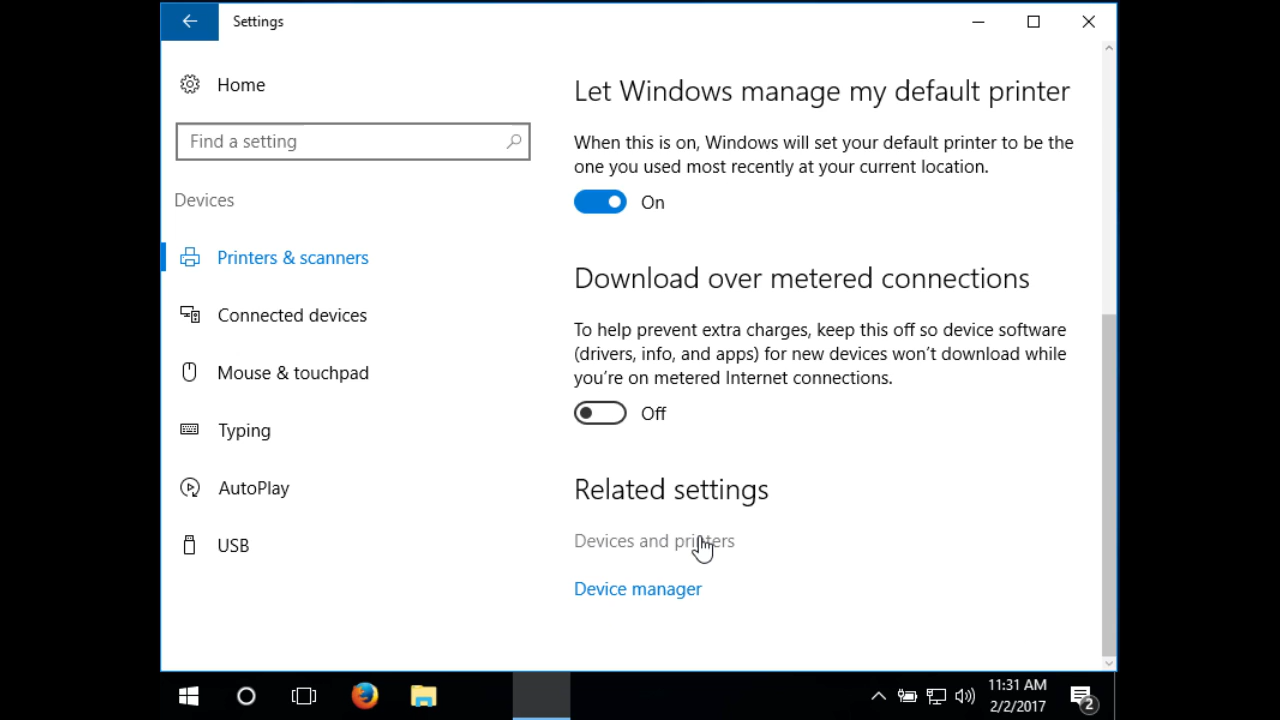 Settings
Home
Find a setting
Devices
Printers & scanners
Connected devices
Mouse & touchpad
Typing
AutoPlay
USB
Let Windows manage my default printer
When this is on, Windows will set your default printer to be the
one you used most recently at your current location.
On
Download over metered connections
To help prevent extra charges, keep this off so device software
(drivers, info, and apps) for new devices won’t download while
you’re on metered Internet connections.
Off
Related settings
Devices and printers
Device manager
11:31 AM
2/2/2017
2